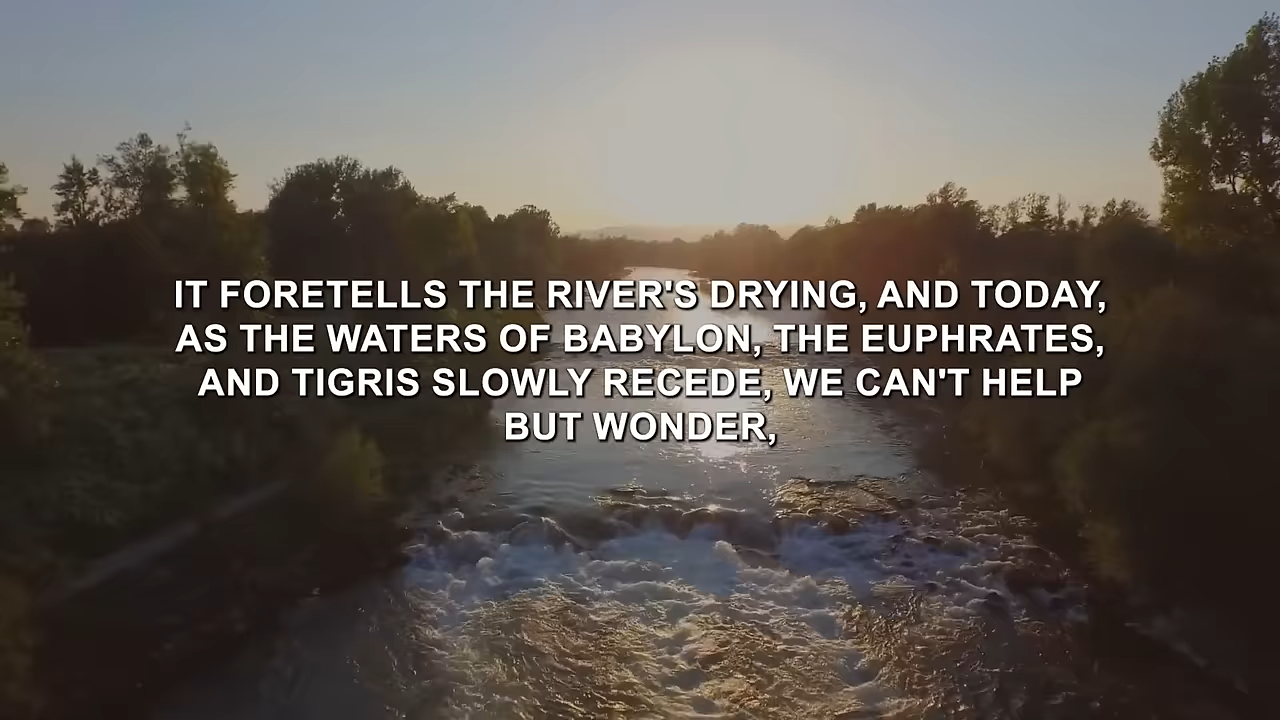 IT FORETELLS THE RIVER'S DRYING, AND TODAY,
AS THE WATERS OF BABYLON, THE EUPHRATES,
AND TIGRIS SLOWLY RECEDE, WE CAN'T HELP
BUT WONDER,